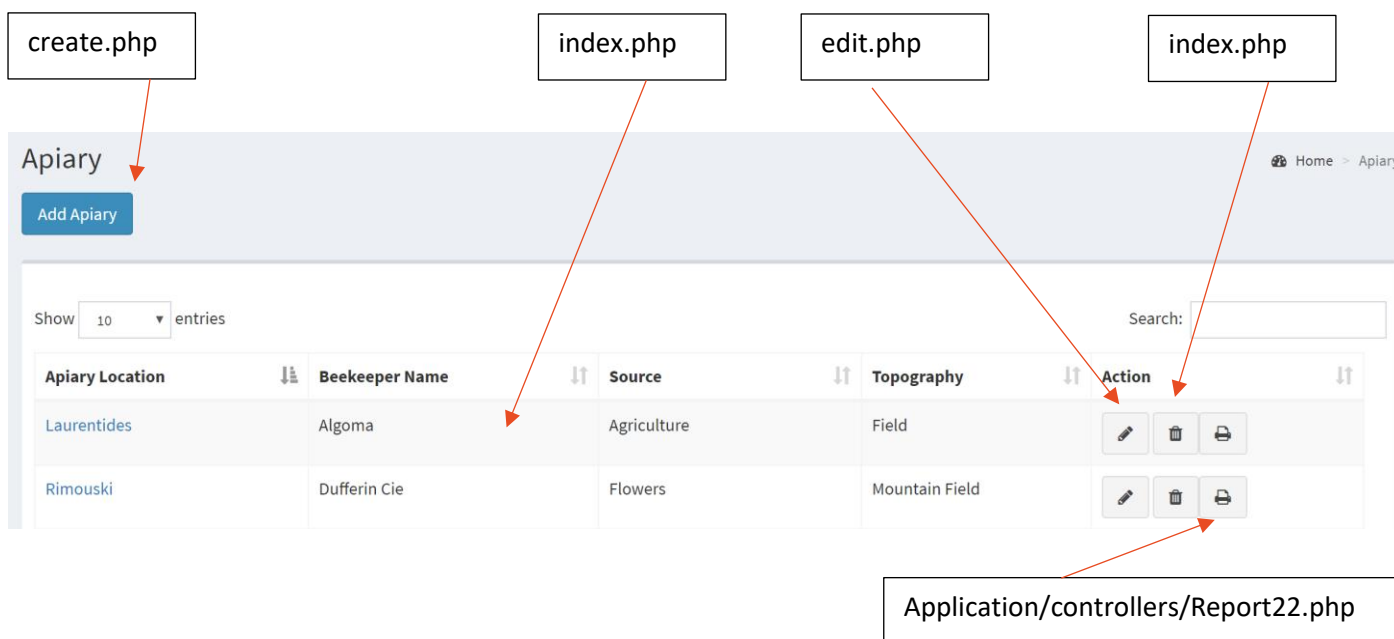 create.php index.php edit.php index.php
Apiary
Home > Apiary
Add Apiary
Show 10 entries
Search:
Apiary Location Beekeeper Name Source Topography Action
Laurentides Algoma Agriculture Field
Rimouski Dufferin Cie Flowers Mountain Field
Application/controllers/Report22.php